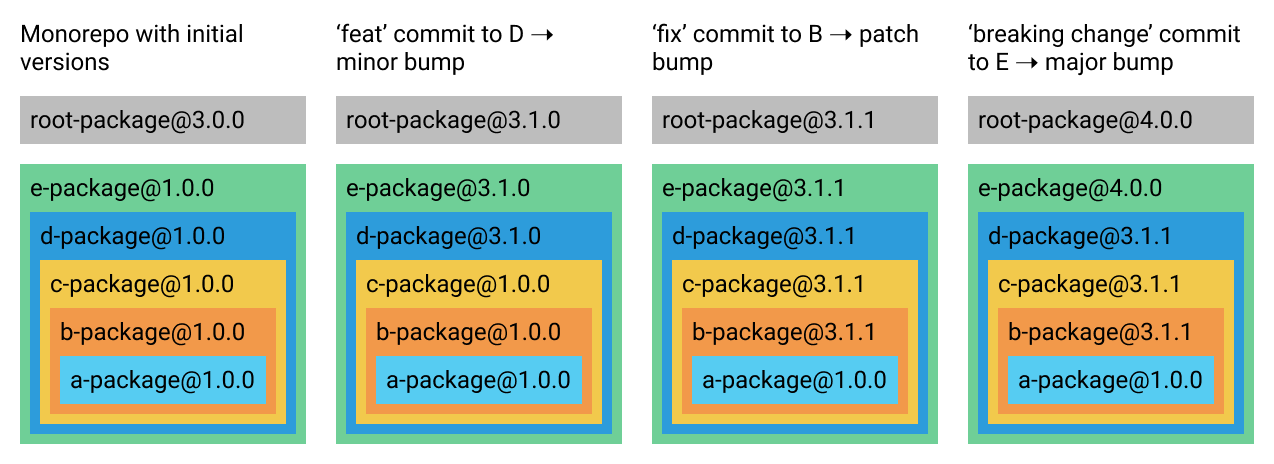 Monorepo with initial
versions
root-package@3.0.0
e-package@1.0.0
d-package@1.0.0
c-package@1.0.0
b-package@1.0.0
a-package@1.0.0
‘feat’ commit to D →
minor bump
root-package@3.1.0
e-package@3.1.0
d-package@3.1.0
c-package@1.0.0
b-package@1.0.0
a-package@1.0.0
‘fix’ commit to B → patch
bump
root-package@3.1.1
e-package@3.1.1
d-package@3.1.1
c-package@3.1.1
b-package@3.1.1
a-package@1.0.0
‘breaking change’ commit
to E → major bump
root-package@4.0.0
e-package@4.0.0
d-package@3.1.1
c-package@3.1.1
b-package@3.1.1
a-package@1.0.0